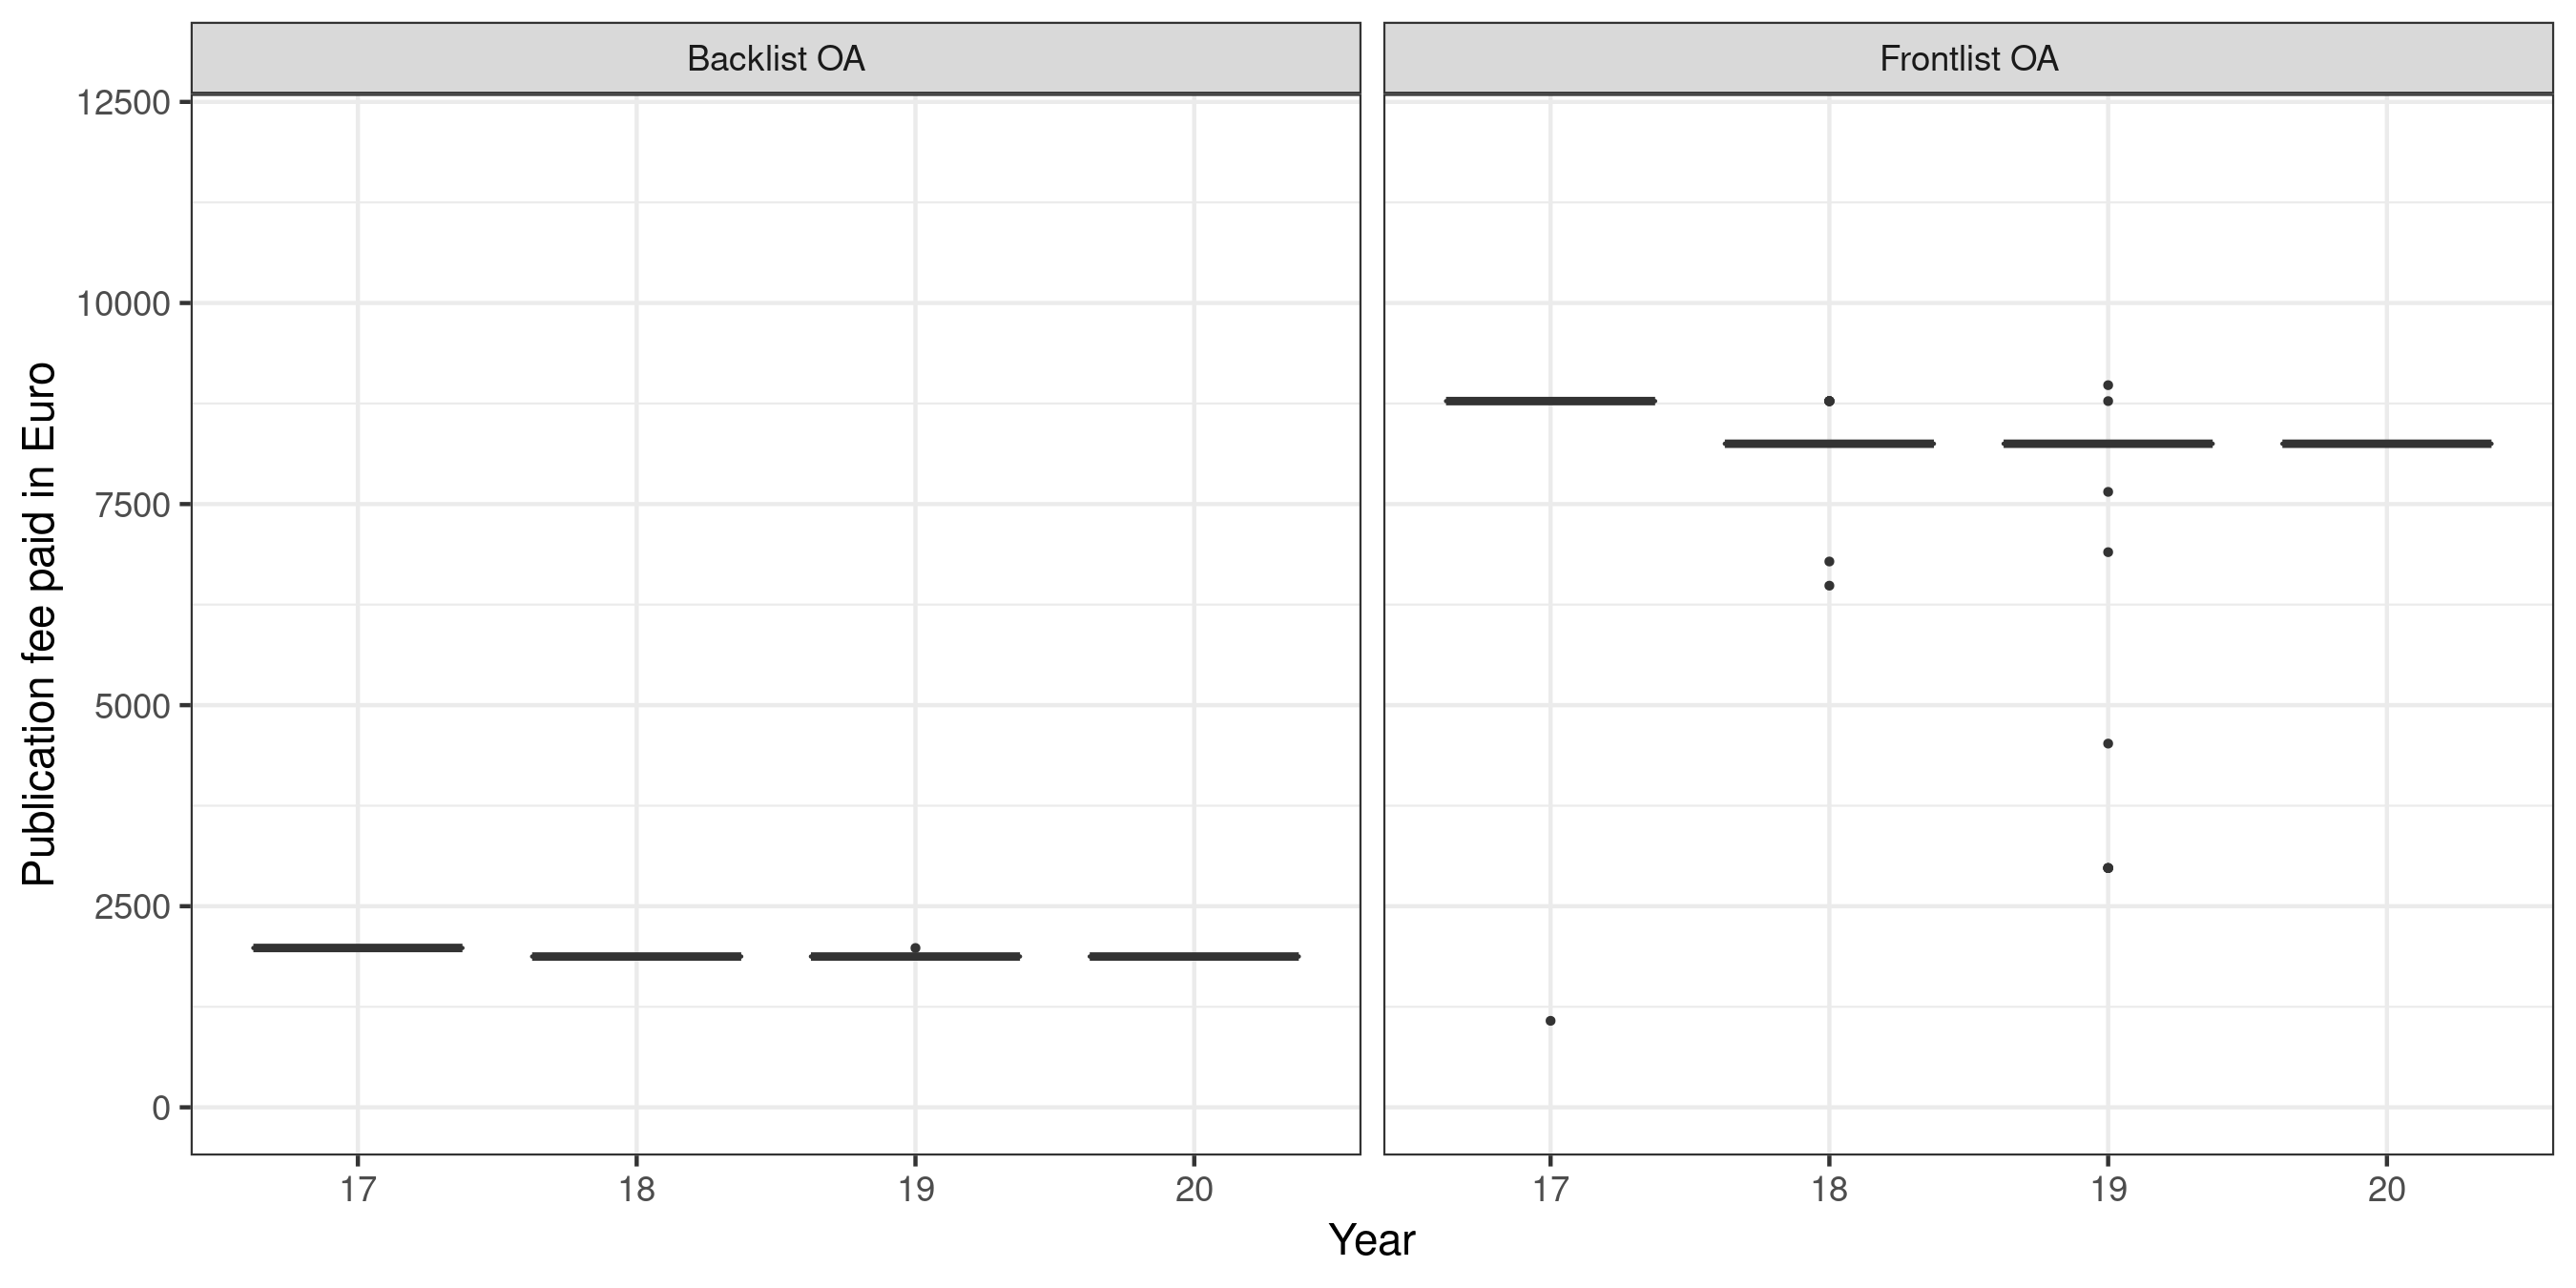 Backlist OA
Frontlist OA
12500
10000
7500
5000
2500
0
Publication fee paid in Euro
17 18 19 20
17 18 19 20
Year